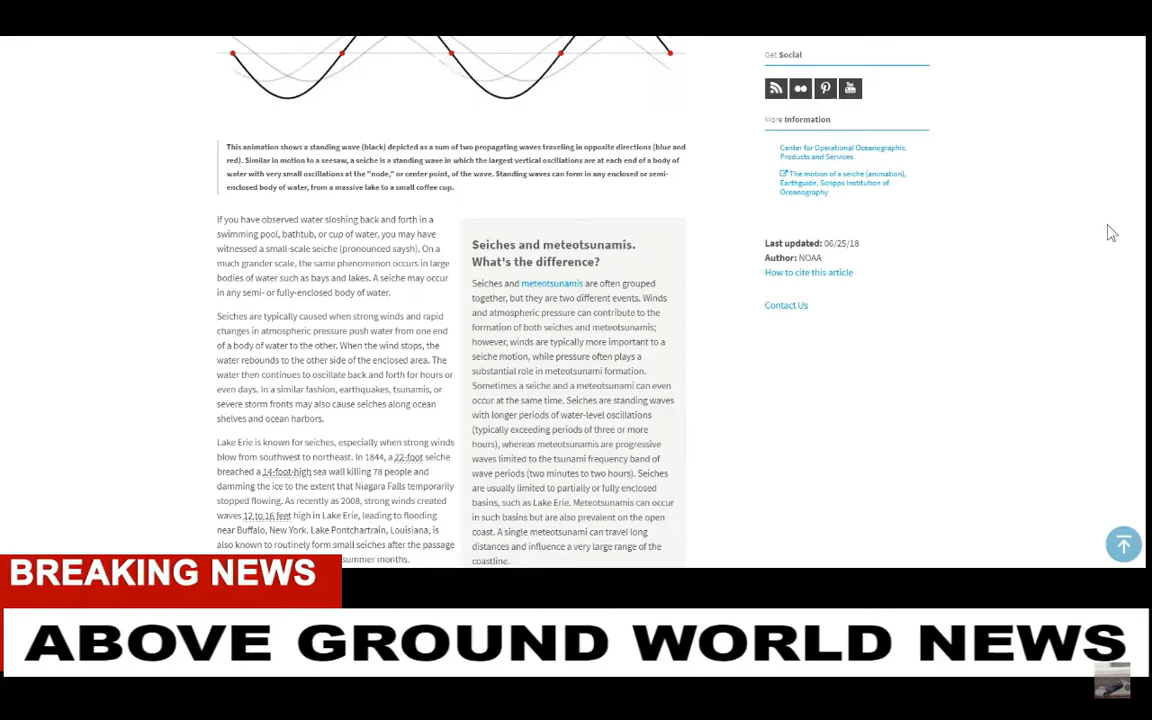 This animation shows a standing wave (black) depicted as a sum of two propagating waves traveling in opposite directions (blue and
red). Similar in motion to a seesaw, a seiche is a standing wave in which the largest vertical oscillations are at each end of a body of
water with very small oscillations at the "node," or center point, of the wave. Standing waves can form in any enclosed or semi-
enclosed body of water, from a massive lake to a small coffee cup.
If you have observed water sloshing back and forth in a
swimming pool, bathtub, or cup of water, you may have
witnessed a small-scale seiche (pronounced saysh). On a
much grander scale, the same phenomenon occurs in large
bodies of water such as bays and lakes. A seiche may occur
in any semi- or fully-enclosed body of water.
Seiches are typically caused when strong winds and rapid
changes in atmospheric pressure push water from one end
of a body of water to the other. When the wind stops, the
water rebounds to the other side of the enclosed area. The
water then continues to oscillate back and forth for hours or
even days. In a similar fashion, earthquakes, tsunamis, or
severe storm fronts may also cause seiches along ocean
shelves and ocean harbors.
Lake Erie is known for seiches, especially when strong winds
blow from southwest to northeast. In 1844, a 22-foot seiche
breached a 14-foot-high sea wall killing 78 people and
damming the ice to the extent that Niagara Falls temporarily
stopped flowing. As recently as 2008, strong winds created
waves 12 to 16 feet high in Lake Erie, leading to flooding
near Buffalo, New York. Lake Pontchartrain, Louisiana, is
also known to routinely form small seiches after the passage
summer months.
Seiches and meteotsunamis.
What's the difference?
Seiches and meteotsunamis are often grouped
together, but they are two different events. Winds
and atmospheric pressure can contribute to the
formation of both seiches and meteotsunamis;
however, winds are typically more important to a
seiche motion, while pressure often plays a
substantial role in meteotsunami formation.
Sometimes a seiche and a meteotsunami can even
occur at the same time. Seiches are standing waves
with longer periods of water-level oscillations
(typically exceeding periods of three or more
hours), whereas meteotsunamis are progressive
waves limited to the tsunami frequency band of
wave periods (two minutes to two hours). Seiches
are usually limited to partially or fully enclosed
basins, such as Lake Erie. Meteotsunamis can occur
in such basins but are also prevalent on the open
coast. A single meteotsunami can travel long
distances and influence a very large range of the
coastline.
Get Social
You Tube
More Information
Center for Operational Oceanographic
Products and Services
The motion of a seiche (animation),
Earthguide, Scripps Institution of
Oceanography
Last updated: 06/25/18
Author: NOAA
How to cite this article
Contact Us
BREAKING NEWS
ABOVE GROUND WORLD NEWS